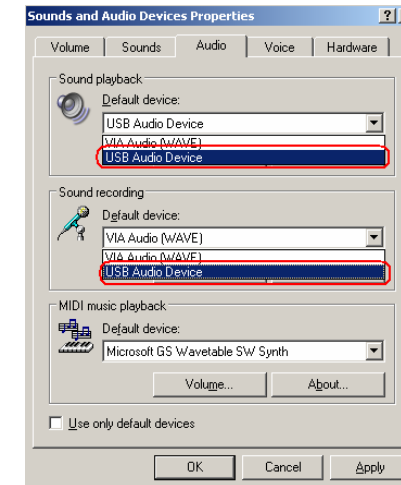 Sounds and Audio Devices Properties
Volume Sounds Audio Voice Hardware
Sound playback
Default device:
USB Audio Device
VIA Audio (WAVE)
USB Audio Device
Sound recording
Default device:
VIA Audio (WAVE)
VIA Audio (WAVE)
USB Audio Device
MIDI music playback
Default device:
Microsoft GS Wavetable SW Synth
Volume... About...
Use only default devices
OK Cancel Apply